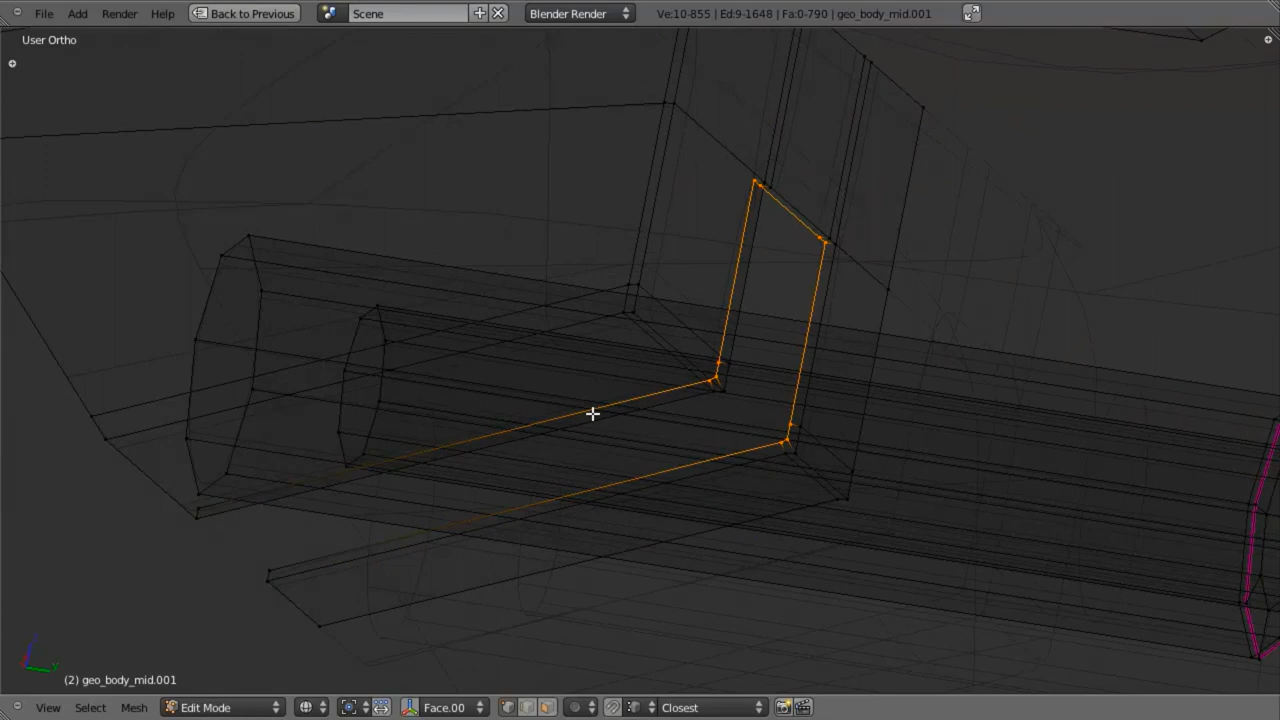 File Add Render Help Back to Previous Scene Blender Render Ve:10-855 | Ed:9-1648 | Fa:0-790 | geo_body_mid.001
User Ortho
(2) geo_body_mid.001
View Select Mesh Edit Mode Face.00 Closest